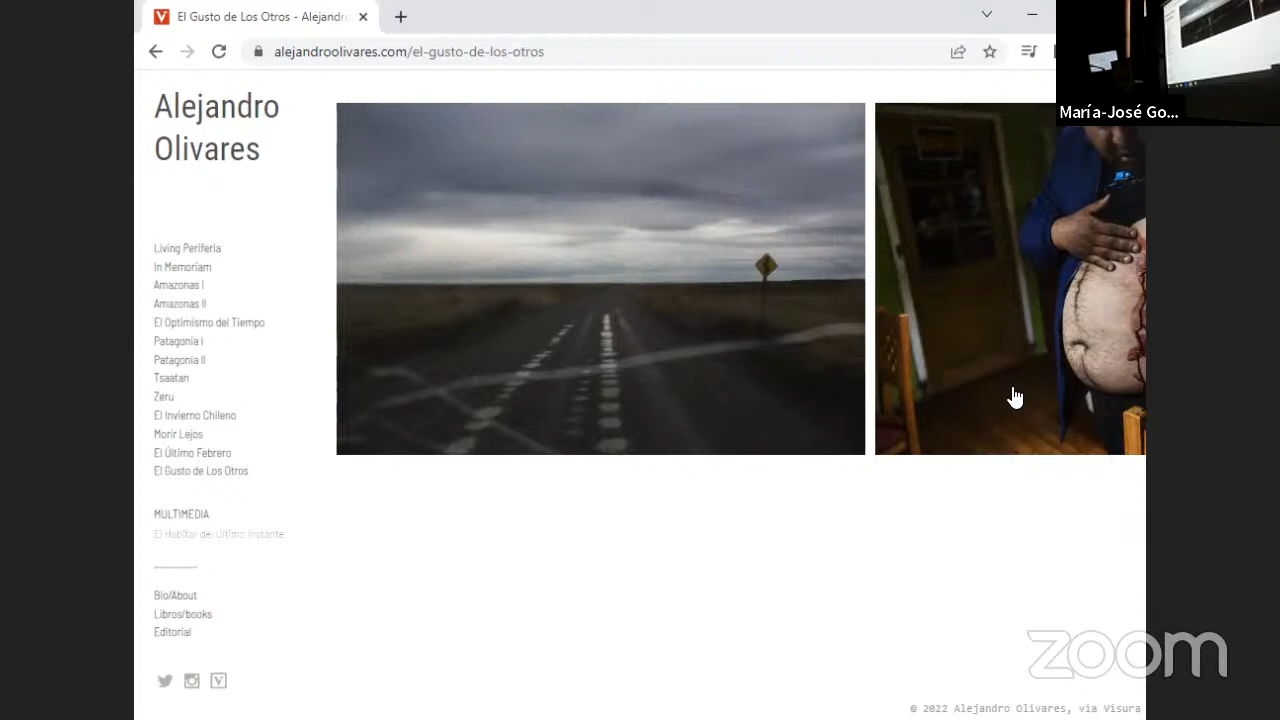 El Gusto de Los Otros - Alejandr
alejandroolivares.com/el-gusto-de-los-otros
María-José Go...
Alejandro
Olivares
Living Periferia
In Memoriam
Amazonas I
Amazonas II
El Optimismo del Tiempo
Patagonia I
Patagonia II
Tsaatan
Zeru
El Invierno Chileno
Morir Lejos
El Último Febrero
El Gusto de Los Otros
MULTIMEDIA
El Habitar del Último Instante
Bio/About
Libros/books
Editorial
zoom
© 2022 Alejandro Olivares, via Visura